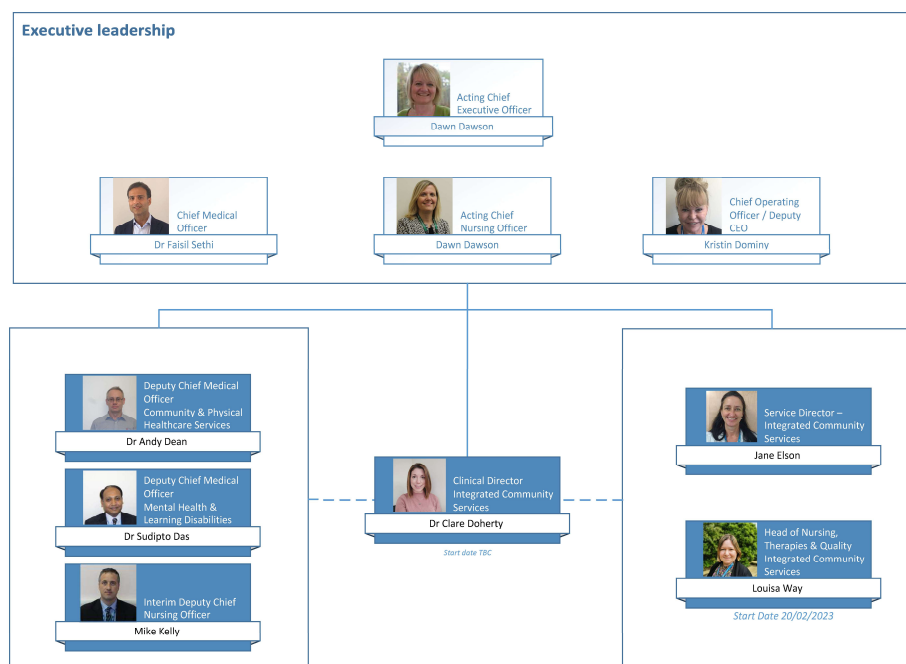 Executive leadership
Acting Chief
Executive Officer
Dawn Dawson
Chief Medical
Officer
Dr Faisil Sethi
Acting Chief
Nursing Officer
Dawn Dawson
Chief Operating
Officer / Deputy
CEO
Kristin Dominy
Deputy Chief Medical
Officer
Community & Physical
Healthcare Services
Dr Andy Dean
Deputy Chief Medical
Officer
Mental Health &
Learning Disabilities
Dr Sudipto Das
Interim Deputy Chief
Nursing Officer
Mike Kelly
Clinical Director
Integrated Community
Services
Dr Clare Doherty
Start date TBC
Service Director –
Integrated Community
Services
Jane Elson
Head of Nursing,
Therapies & Quality
Integrated Community
Services
Louisa Way
Start Date 20/02/2023